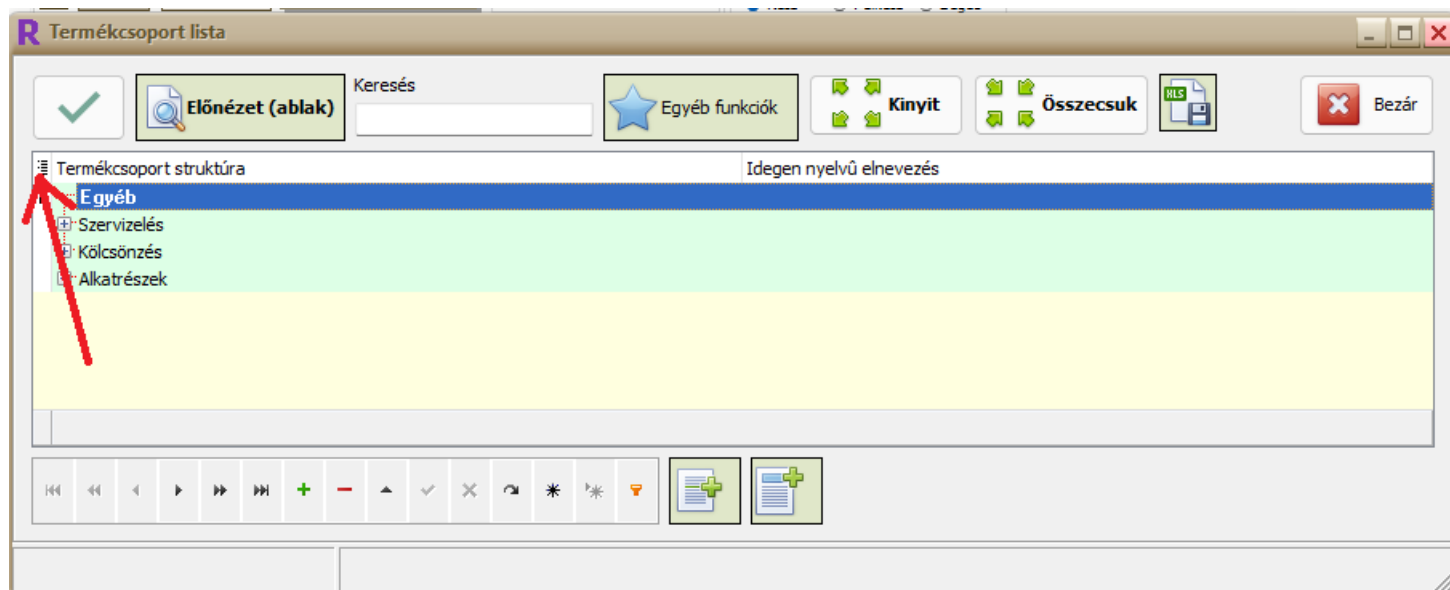 R Termékcsoport lista
Előnézet (ablak)
Keresés
Egyéb funkciók
Kinyit
Összecsuk
XLS
Bezár
Termékcsoport struktúra
Idegen nyelvû elnevezés
Egyéb
Szervizelés
Kölcsönzés
Alkatrészek